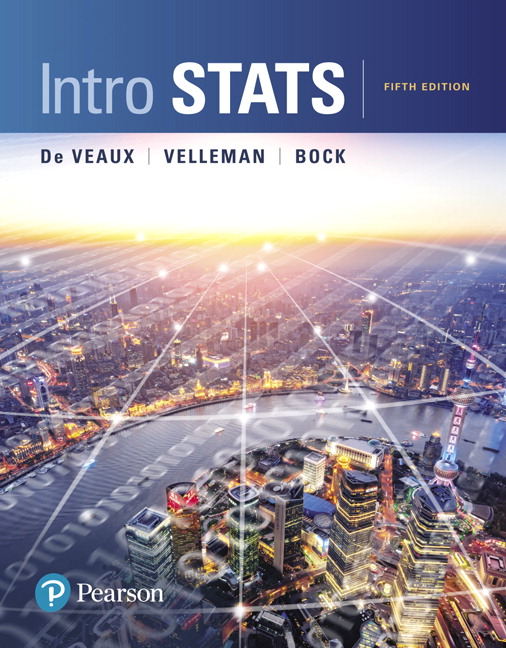 Intro STATS | FIFTH EDITION
De VEAUX | VELLEMAN | BOCK
P Pearson